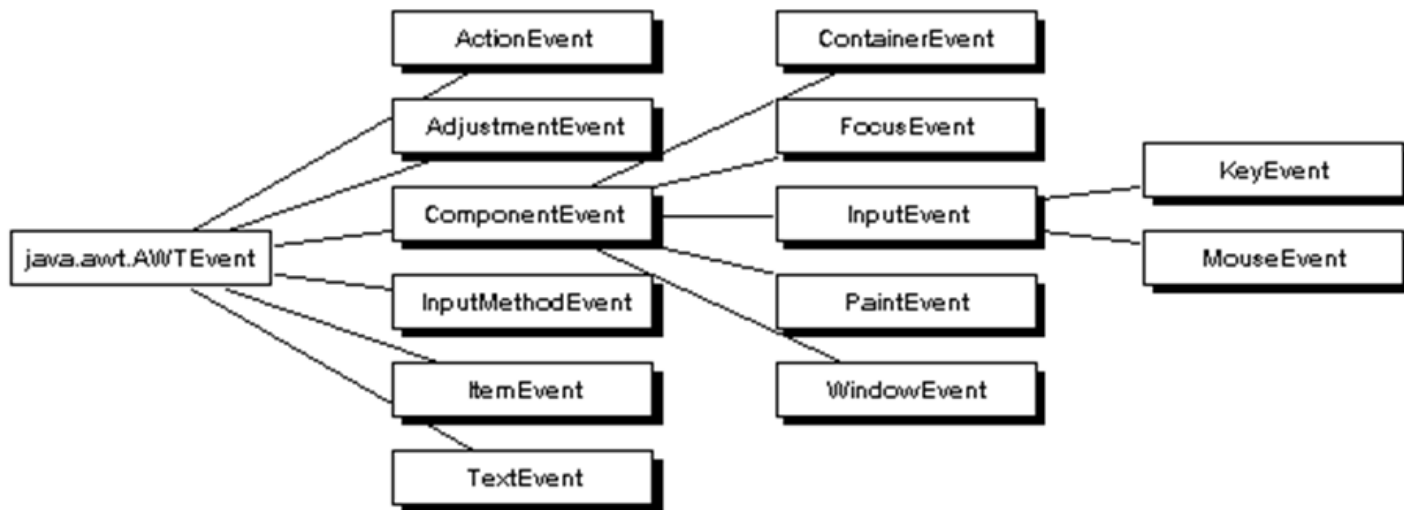 ActionEvent
ContainerEvent
AdjustmentEvent
FocusEvent
KeyEvent
ComponentEvent
InputEvent
java.awt.AWTEvent
MouseEvent
InputMethodEvent
PaintEvent
ItemEvent
WindowEvent
TextEvent